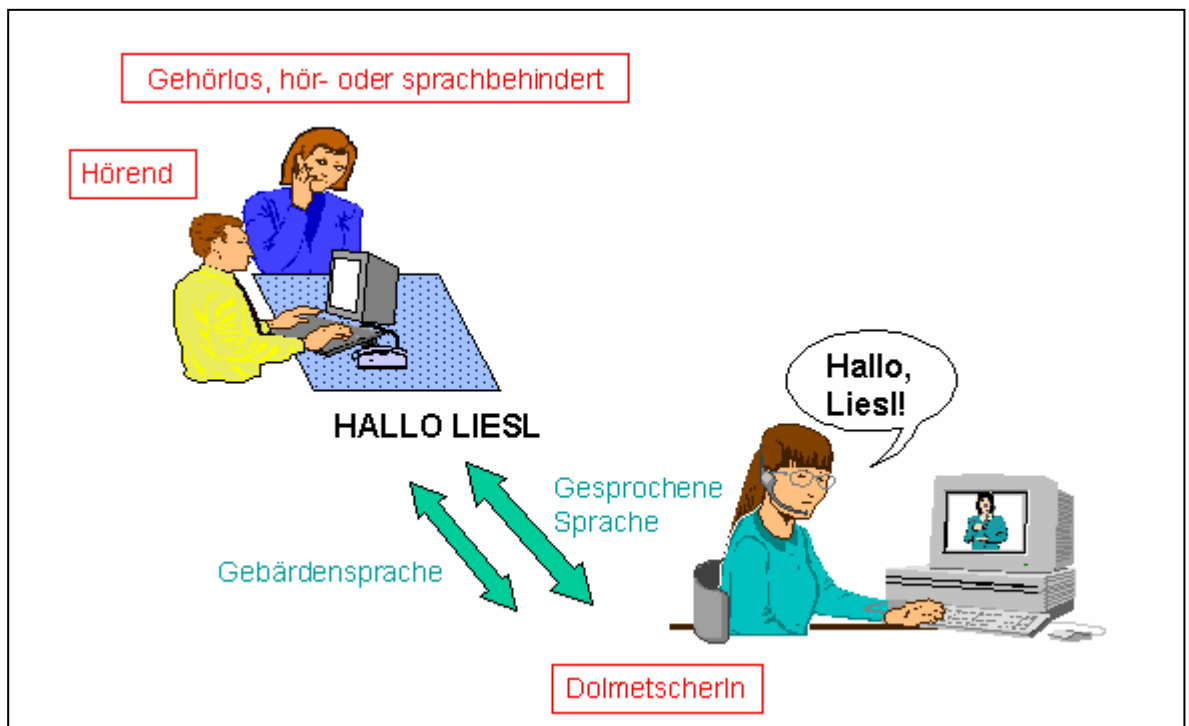 Gehörlos, hör- oder sprachbehindert
Hörend
Hallo,
Liesl!
HALLO LIESL
Gesprochene
Sprache
Gebärdensprache
DolmetscherIn